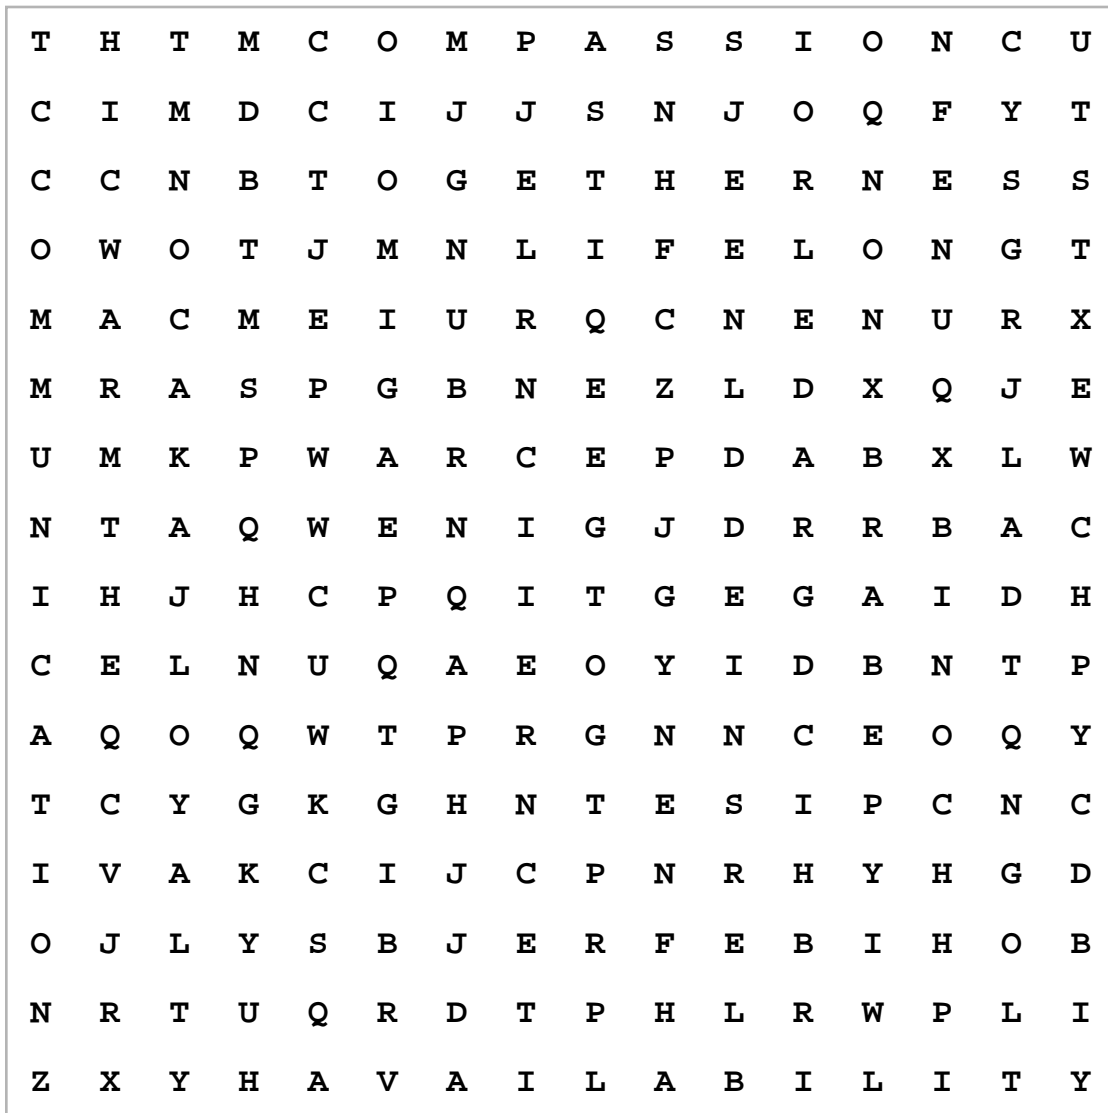 T H T M C O M P A S S I O N C U
C I M D C I J J S N J O Q F Y T
C C N B T O G E T H E R N E S S
O W O T J M N L I F E L O N G T
M A C M E I U R Q C N E N U R X
M R A S P G B N E Z L D X Q J E
U M K P W A R C E P D A B X L W
N T A Q W E N I G J D R R B A C
I H J H C P Q I T G E G A I D H
C E L N U Q A E O Y I D B N T P
A Q O Q W T P R G N N C E O Q Y
T C Y G K G H N T E S I P C N C
I V A K C I J C P N R H Y H G D
O J L Y S B J E R F E B I H O B
N R T U Q R D T P H L R W P L I
Z X Y H A V A I L A B I L I T Y